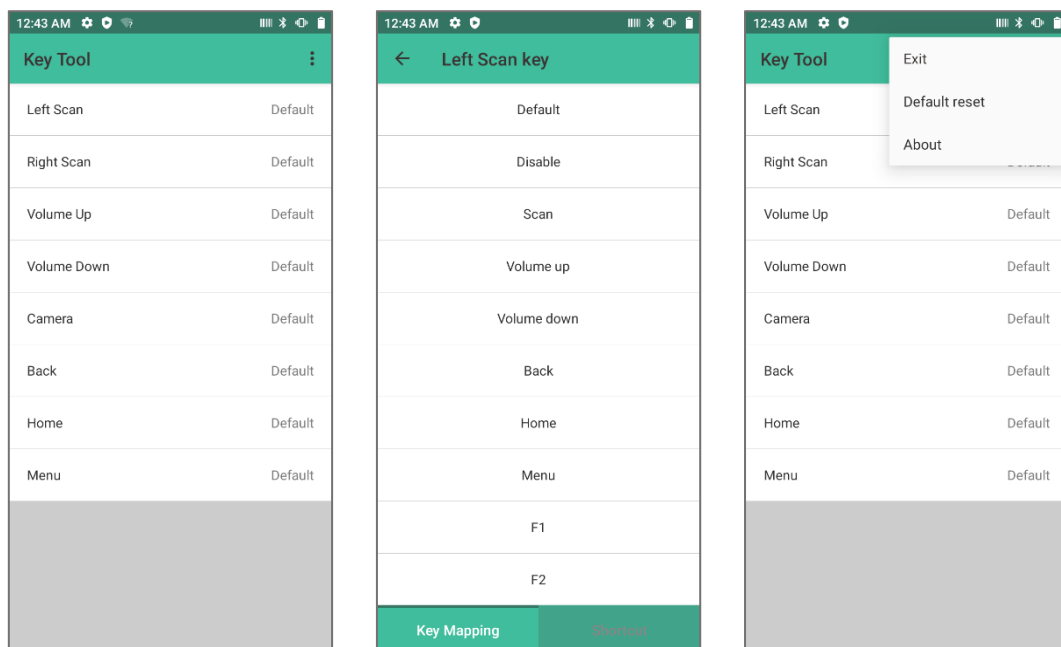 12:43 AM
Key Tool
Left Scan Default
Right Scan Default
Volume Up Default
Volume Down Default
Camera Default
Back Default
Home Default
Menu Default
12:43 AM
Left Scan key
Default
Disable
Scan
Volume up
Volume down
Back
Home
Menu
F1
F2
Key Mapping Shortcut
12:43 AM
Key Tool
Exit
Default reset
About
Left Scan
Right Scan
Volume Up Default
Volume Down Default
Camera Default
Back Default
Home Default
Menu Default